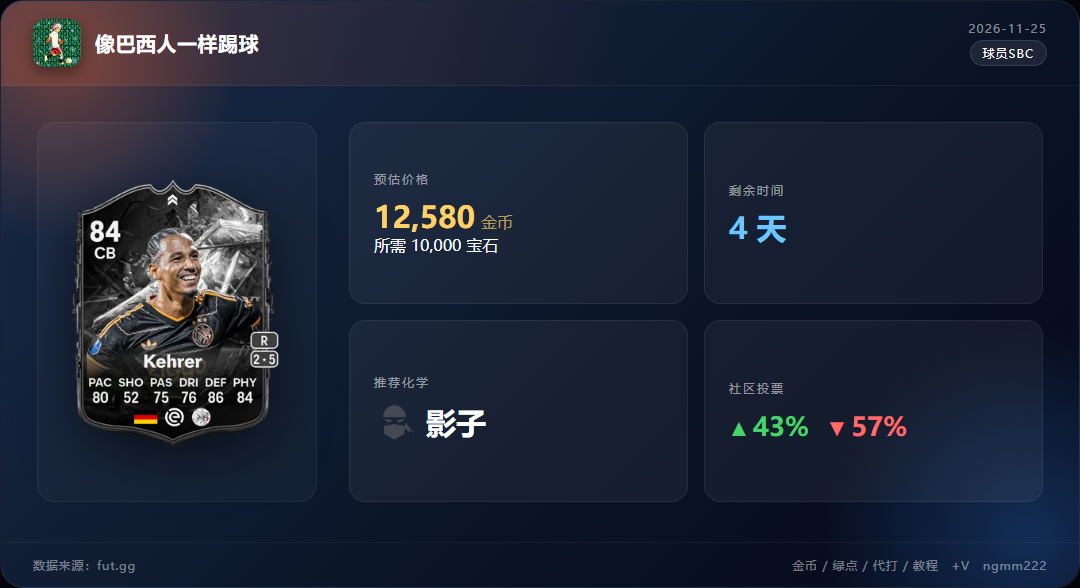 像巴西人一样踢球
2026-11-25
球员SBC
84
CB
R
2·5
Kehrer
PAC SHO PAS DRI DEF PHY
80 52 75 76 86 84
预估价格
12,580 金币
所需 10,000 宝石
剩余时间
4 天
推荐化学
影子
社区投票
▲43% ▼57%
数据来源：fut.gg
金币 / 绿点 / 代打 / 教程 +V ngmm222